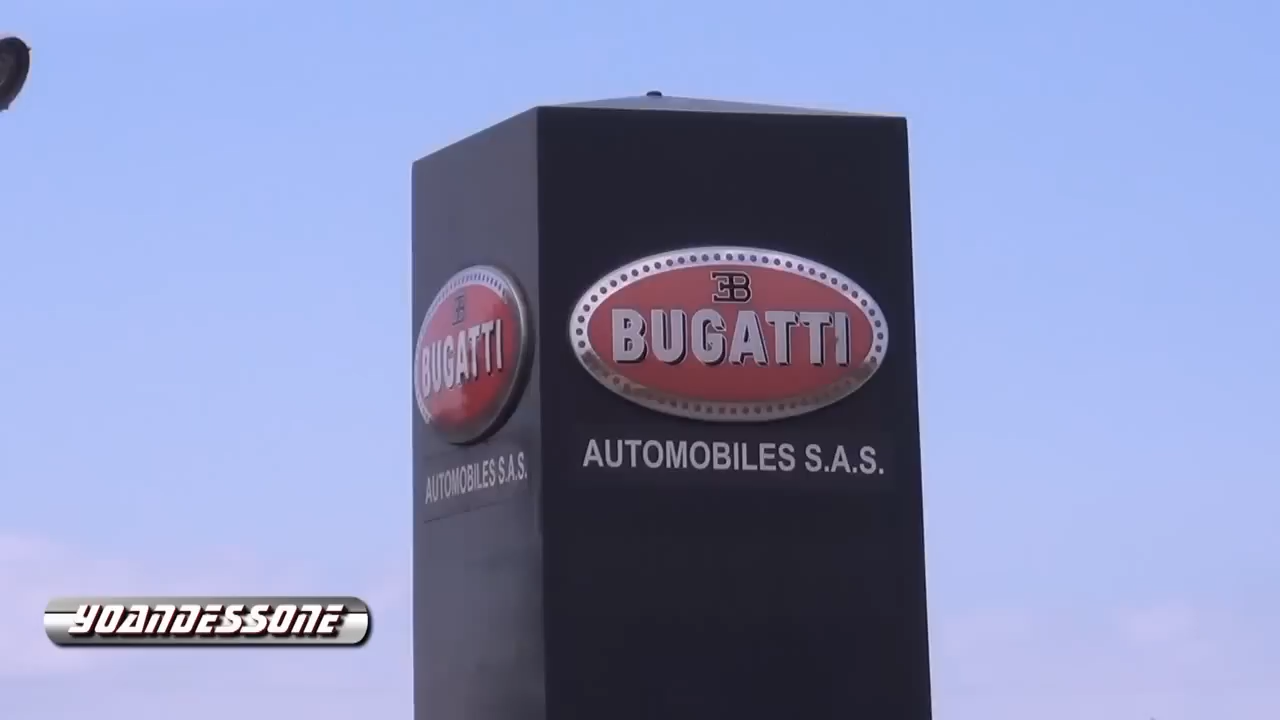 EB
BUGATTI
AUTOMOBILES S.A.S.
EB
BUGATTI
AUTOMOBILES S.A.S.
YOANDESSONE